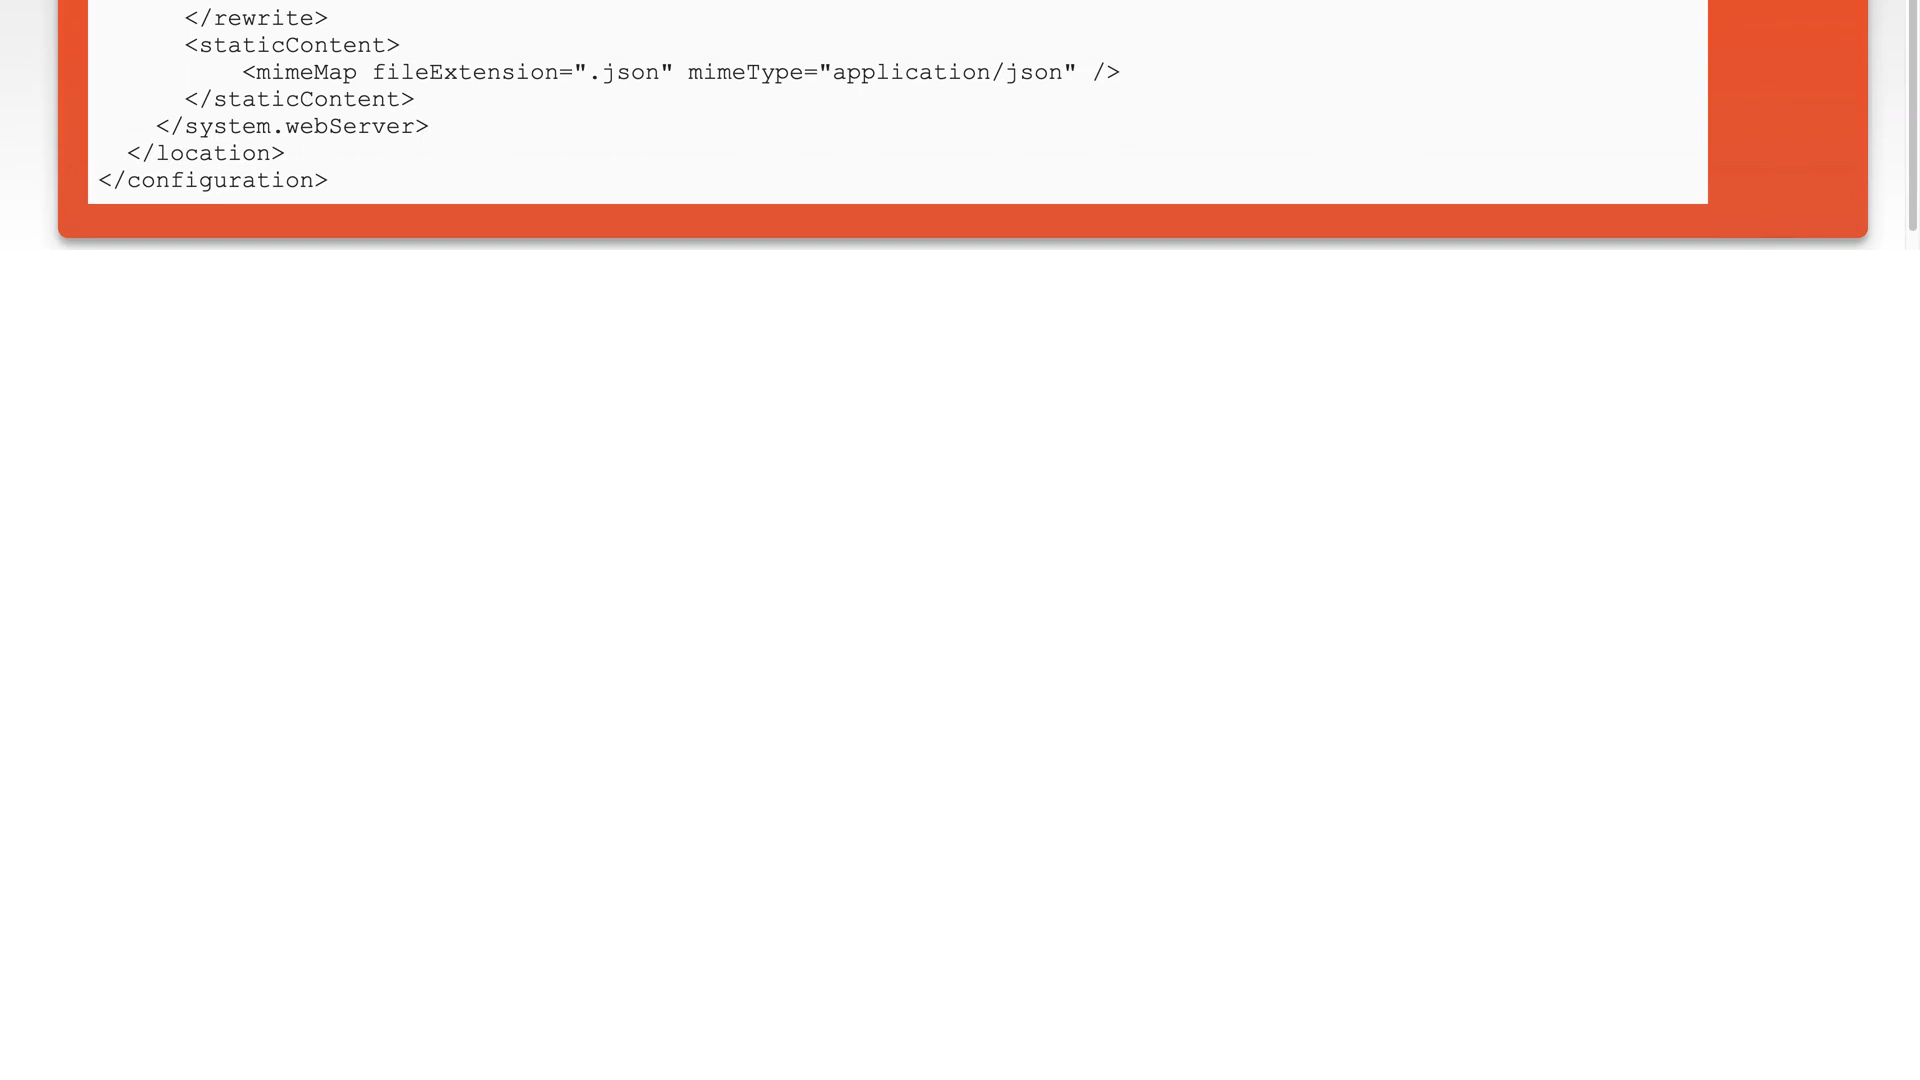 </rewrite>
<staticContent>
<mimeMap fileExtension=".json" mimeType="application/json" />
</staticContent>
</system.webServer>
</location>
</configuration>